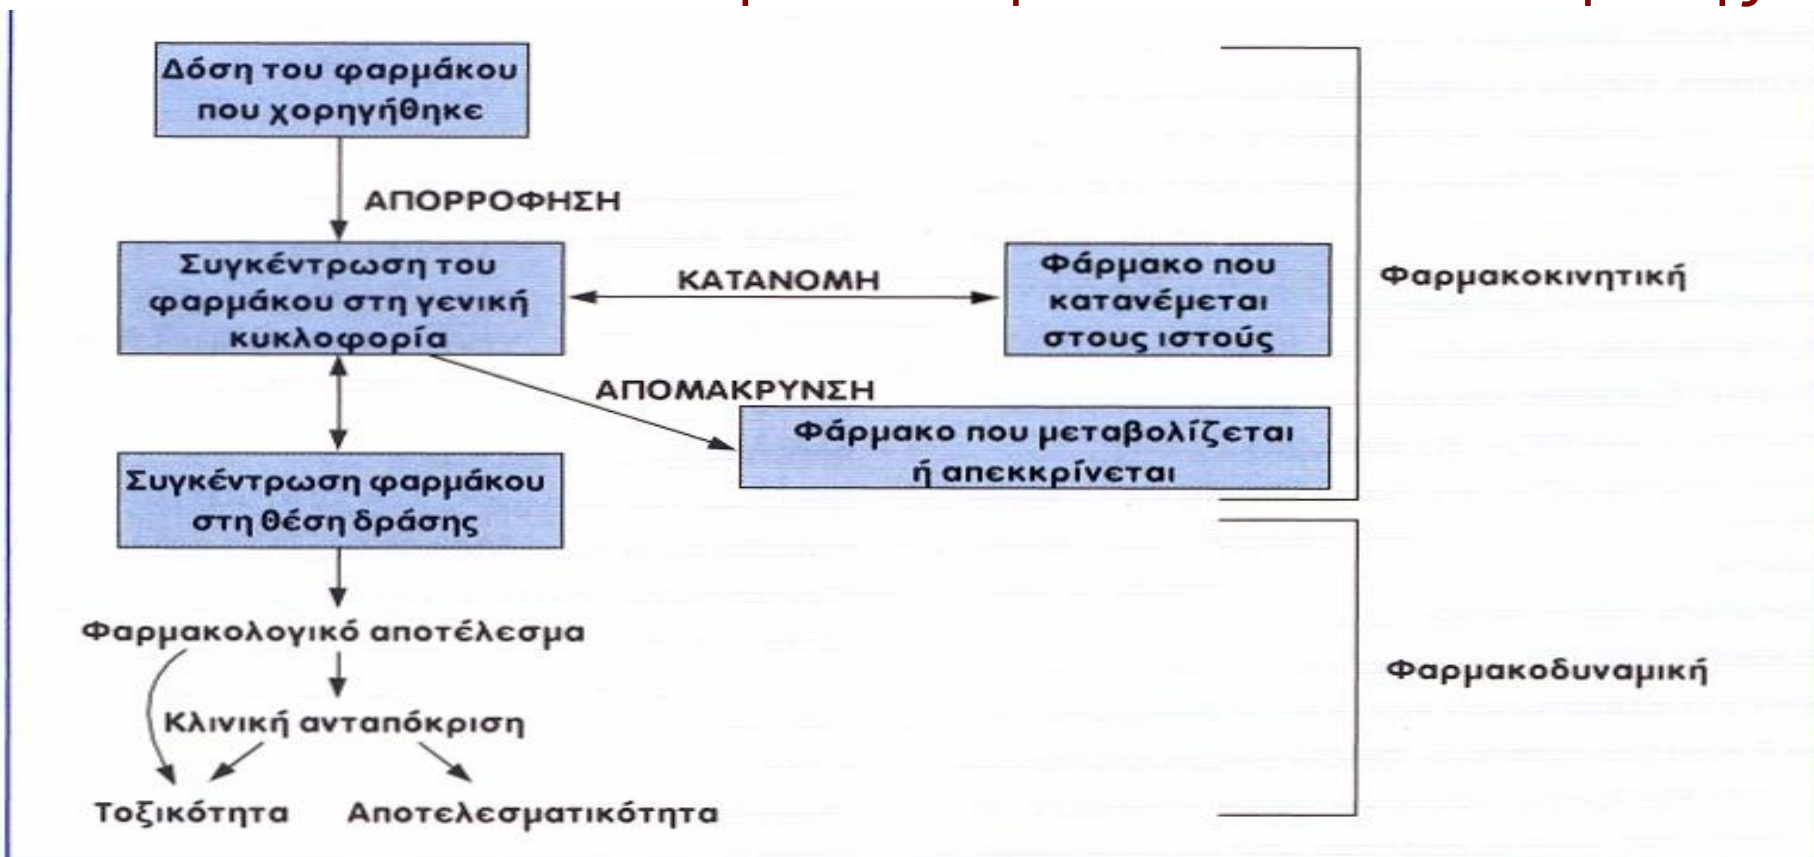 Δόση του φαρμάκου
που χορηγήθηκε
ΑΠΟΡΡΟΦΗΣΗ
Συγκέντρωση του
φαρμάκου στη γενική
κυκλοφορία
ΚΑΤΑΝΟΜΗ
Φάρμακο που
κατανέμεται
στους ιστούς
Φαρμακοκινητική
ΑΠΟΜΑΚΡΥΝΣΗ
Φάρμακο που μεταβολίζεται
ή απεκκρίνεται
Συγκέντρωση φαρμάκου
στη θέση δράσης
Φαρμακολογικό αποτέλεσμα
Φαρμακοδυναμική
Κλινική ανταπόκριση
Τοξικότητα
Αποτελεσματικότητα